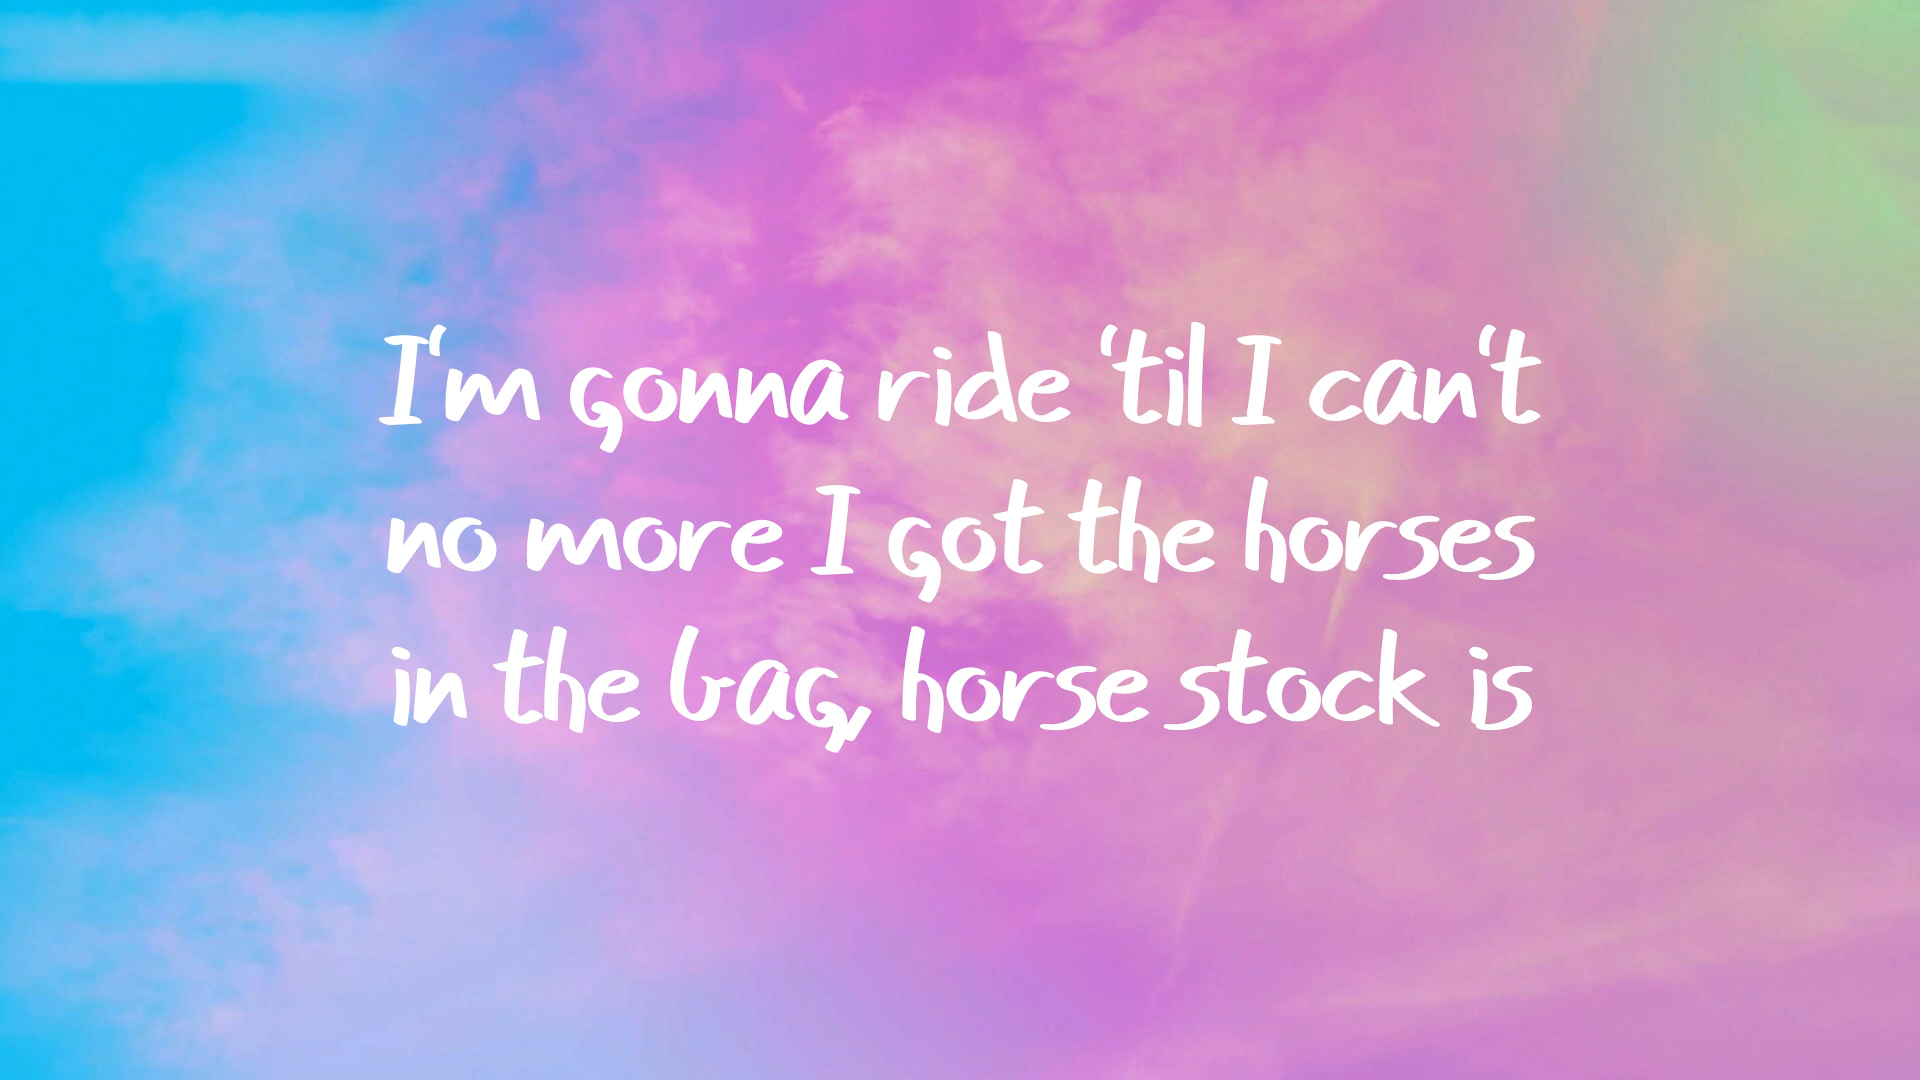 I'm gonna ride 'til I can't
no more I got the horses
in the bag, horse stock is